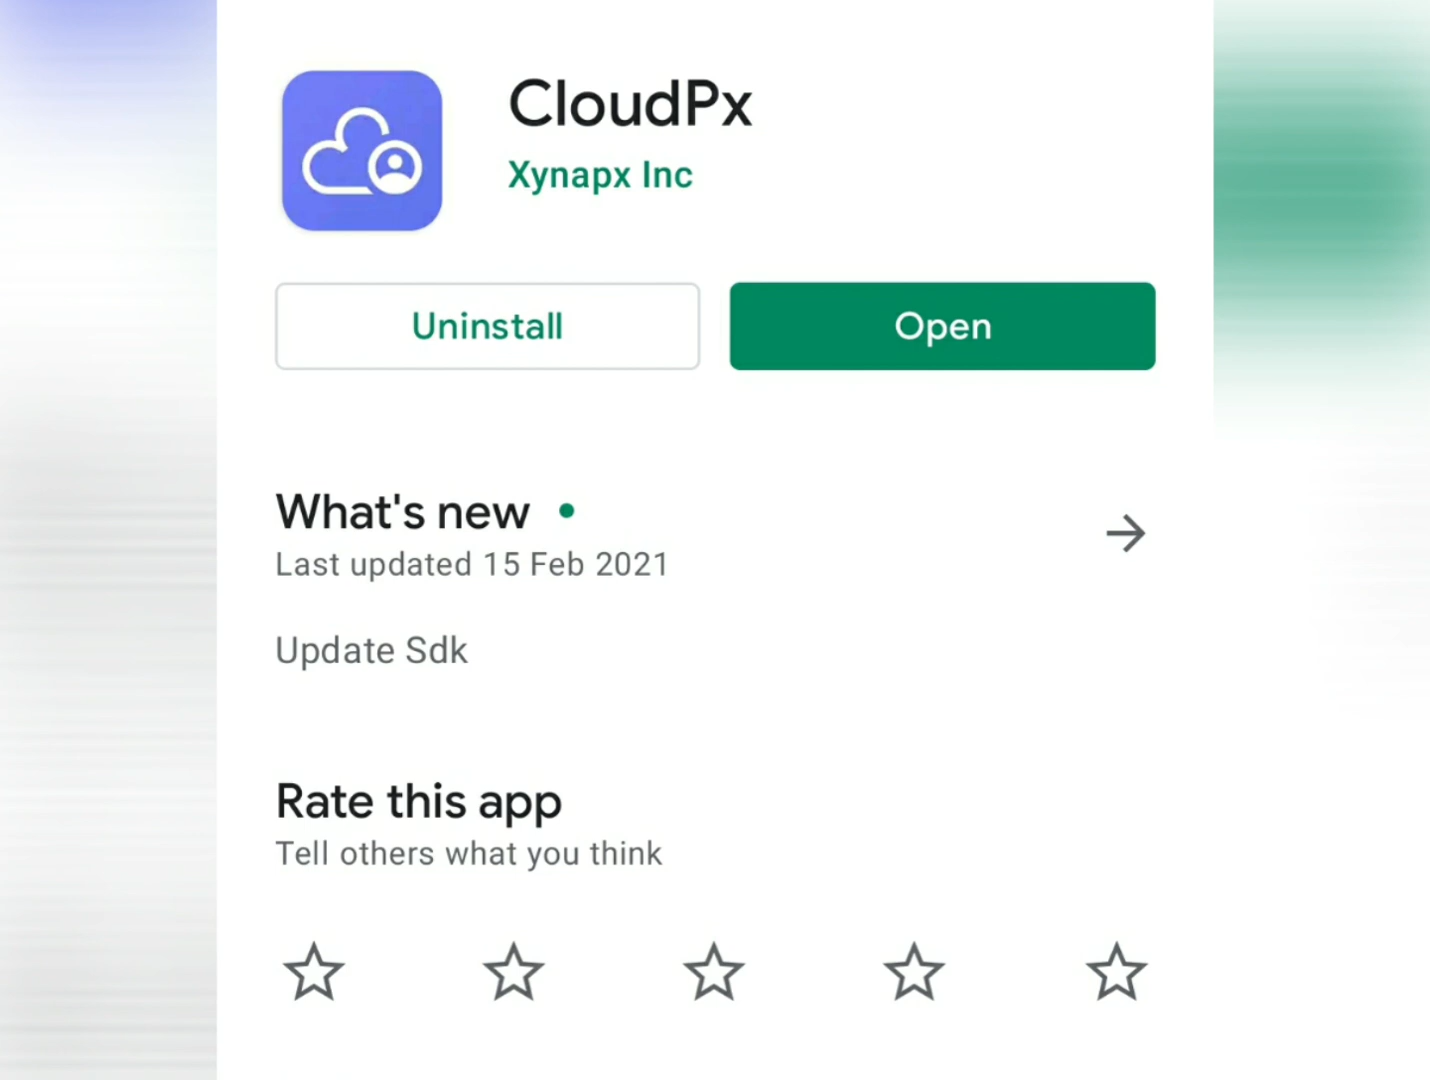 CloudPx
Xynapx Inc
Uninstall
Open
What's new
Last updated 15 Feb 2021
Update Sdk
Rate this app
Tell others what you think